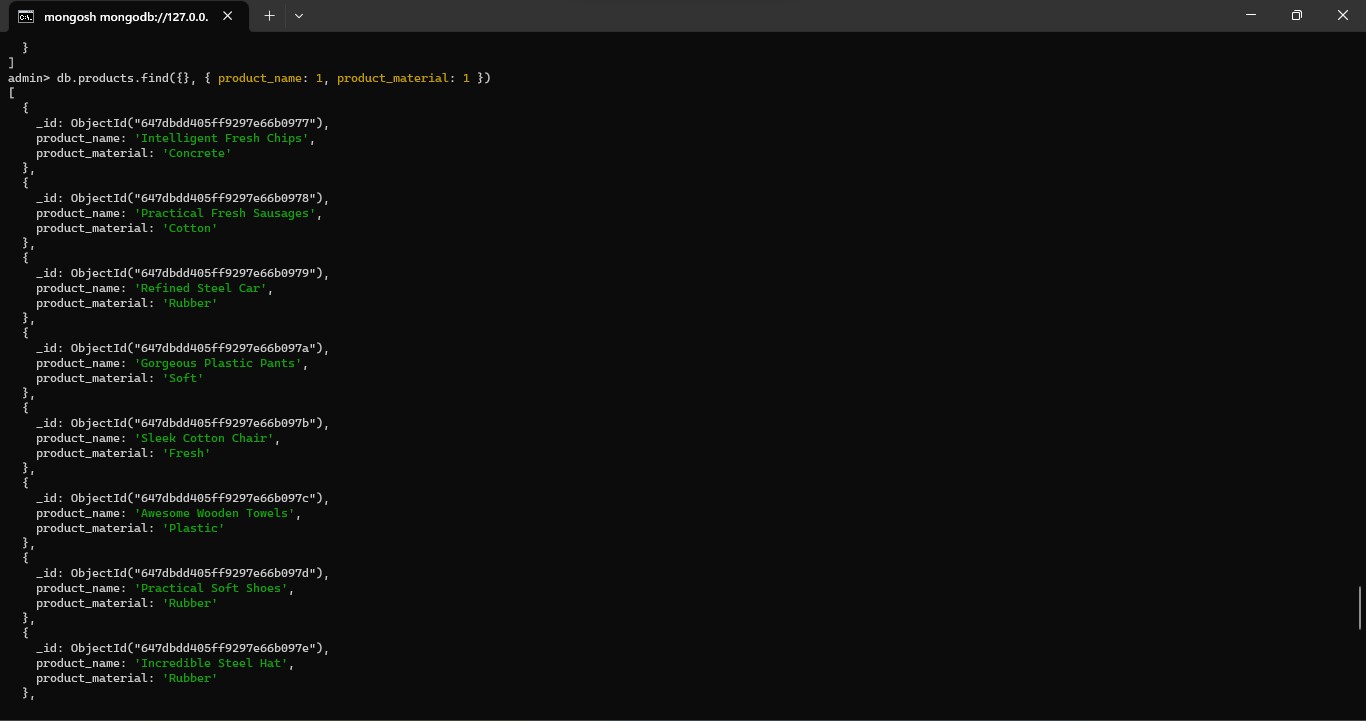 mongosh mongodb://127.0.0.
  }
]
admin> db.products.find({}, { product_name: 1, product_material: 1 })
[
  {
    _id: ObjectId("647dbdd405ff9297e66b0977"),
    product_name: 'Intelligent Fresh Chips',
    product_material: 'Concrete'
  },
  {
    _id: ObjectId("647dbdd405ff9297e66b0978"),
    product_name: 'Practical Fresh Sausages',
    product_material: 'Cotton'
  },
  {
    _id: ObjectId("647dbdd405ff9297e66b0979"),
    product_name: 'Refined Steel Car',
    product_material: 'Rubber'
  },
  {
    _id: ObjectId("647dbdd405ff9297e66b097a"),
    product_name: 'Gorgeous Plastic Pants',
    product_material: 'Soft'
  },
  {
    _id: ObjectId("647dbdd405ff9297e66b097b"),
    product_name: 'Sleek Cotton Chair',
    product_material: 'Fresh'
  },
  {
    _id: ObjectId("647dbdd405ff9297e66b097c"),
    product_name: 'Awesome Wooden Towels',
    product_material: 'Plastic'
  },
  {
    _id: ObjectId("647dbdd405ff9297e66b097d"),
    product_name: 'Practical Soft Shoes',
    product_material: 'Rubber'
  },
  {
    _id: ObjectId("647dbdd405ff9297e66b097e"),
    product_name: 'Incredible Steel Hat',
    product_material: 'Rubber'
  },